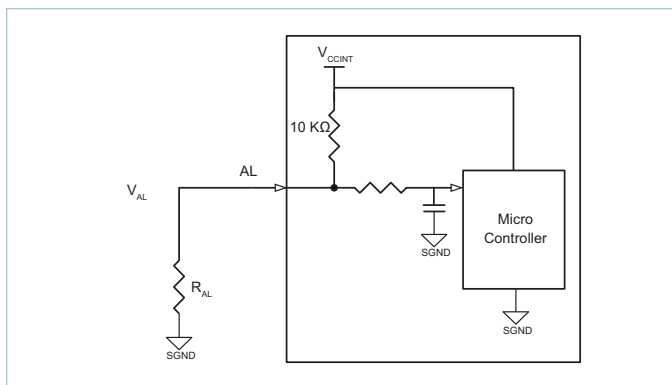 V_CCINT
10 KΩ
AL
V_AL
R_AL
SGND
SGND
Micro
Controller
SGND